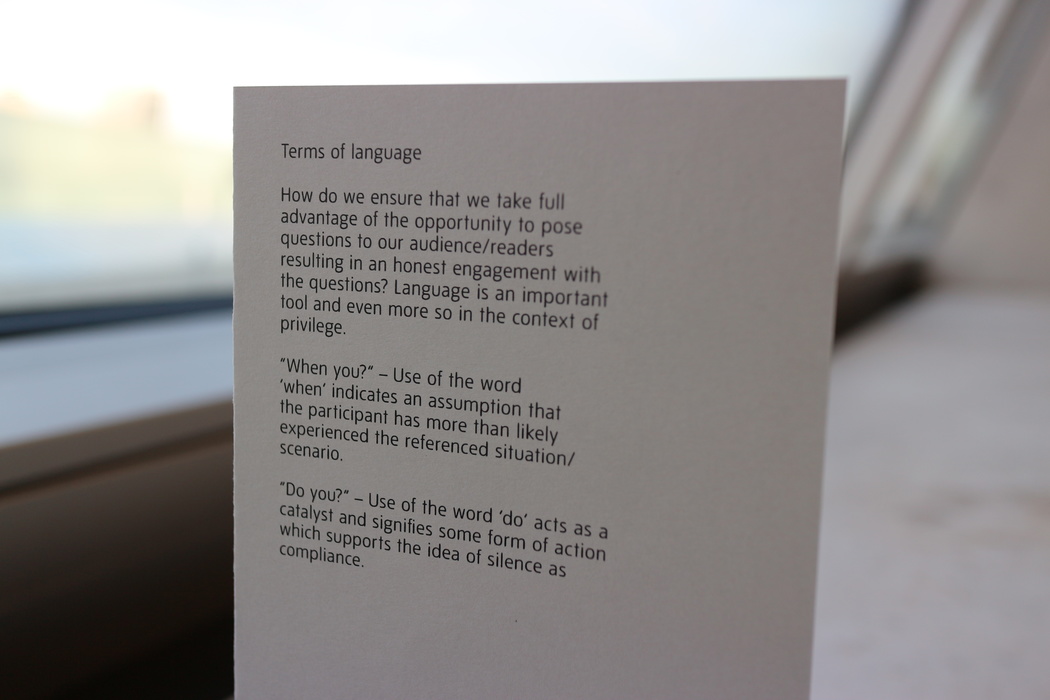 Terms of language
How do we ensure that we take full
advantage of the opportunity to pose
questions to our audience/readers
resulting in an honest engagement with
the questions? Language is an important
tool and even more so in the context of
privilege.
"When you?" – Use of the word
'when' indicates an assumption that
the participant has more than likely
experienced the referenced situation/
scenario.
"Do you?" – Use of the word 'do' acts as a
catalyst and signifies some form of action
which supports the idea of silence as
compliance.